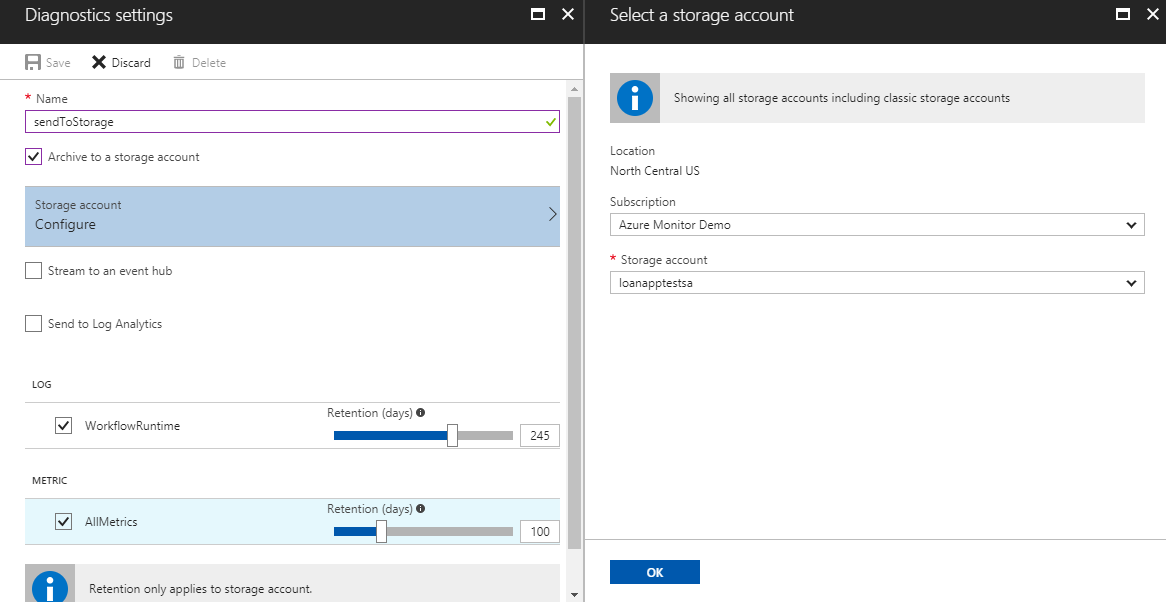 Diagnostics settings
Save Discard Delete
* Name
sendToStorage
Archive to a storage account
Storage account
Configure
Stream to an event hub
Send to Log Analytics
LOG
Retention (days)
WorkflowRuntime
245
METRIC
Retention (days)
AllMetrics
100
Retention only applies to storage account.
Select a storage account
Showing all storage accounts including classic storage accounts
Location
North Central US
Subscription
Azure Monitor Demo
* Storage account
loanapptestsa
OK